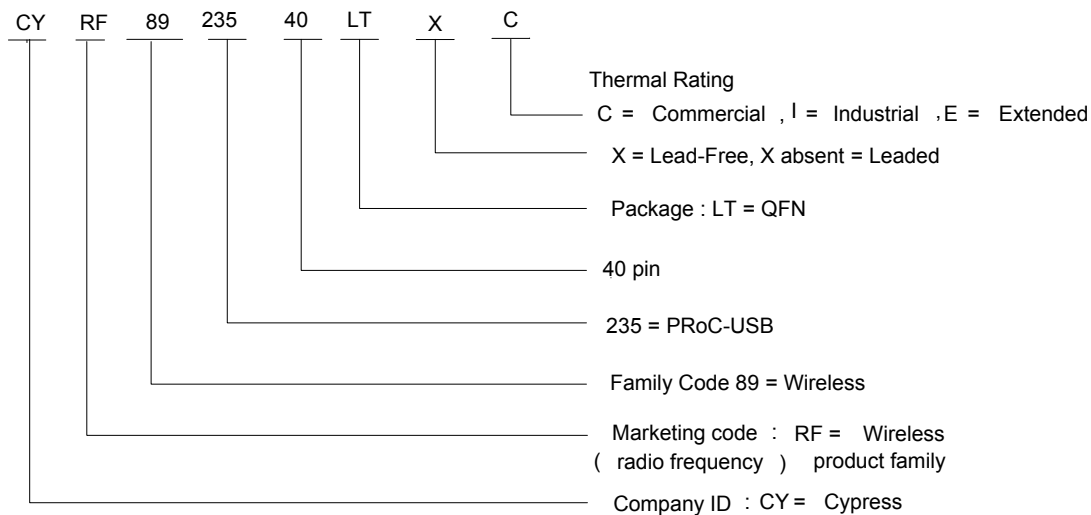 CY RF 89 235 40 LT X C
Thermal Rating
C = Commercial , I = Industrial , E = Extended
X = Lead-Free, X absent = Leaded
Package : LT = QFN
40 pin
235 = PRoC-USB
Family Code 89 = Wireless
Marketing code : RF = Wireless
( radio frequency ) product family
Company ID : CY = Cypress